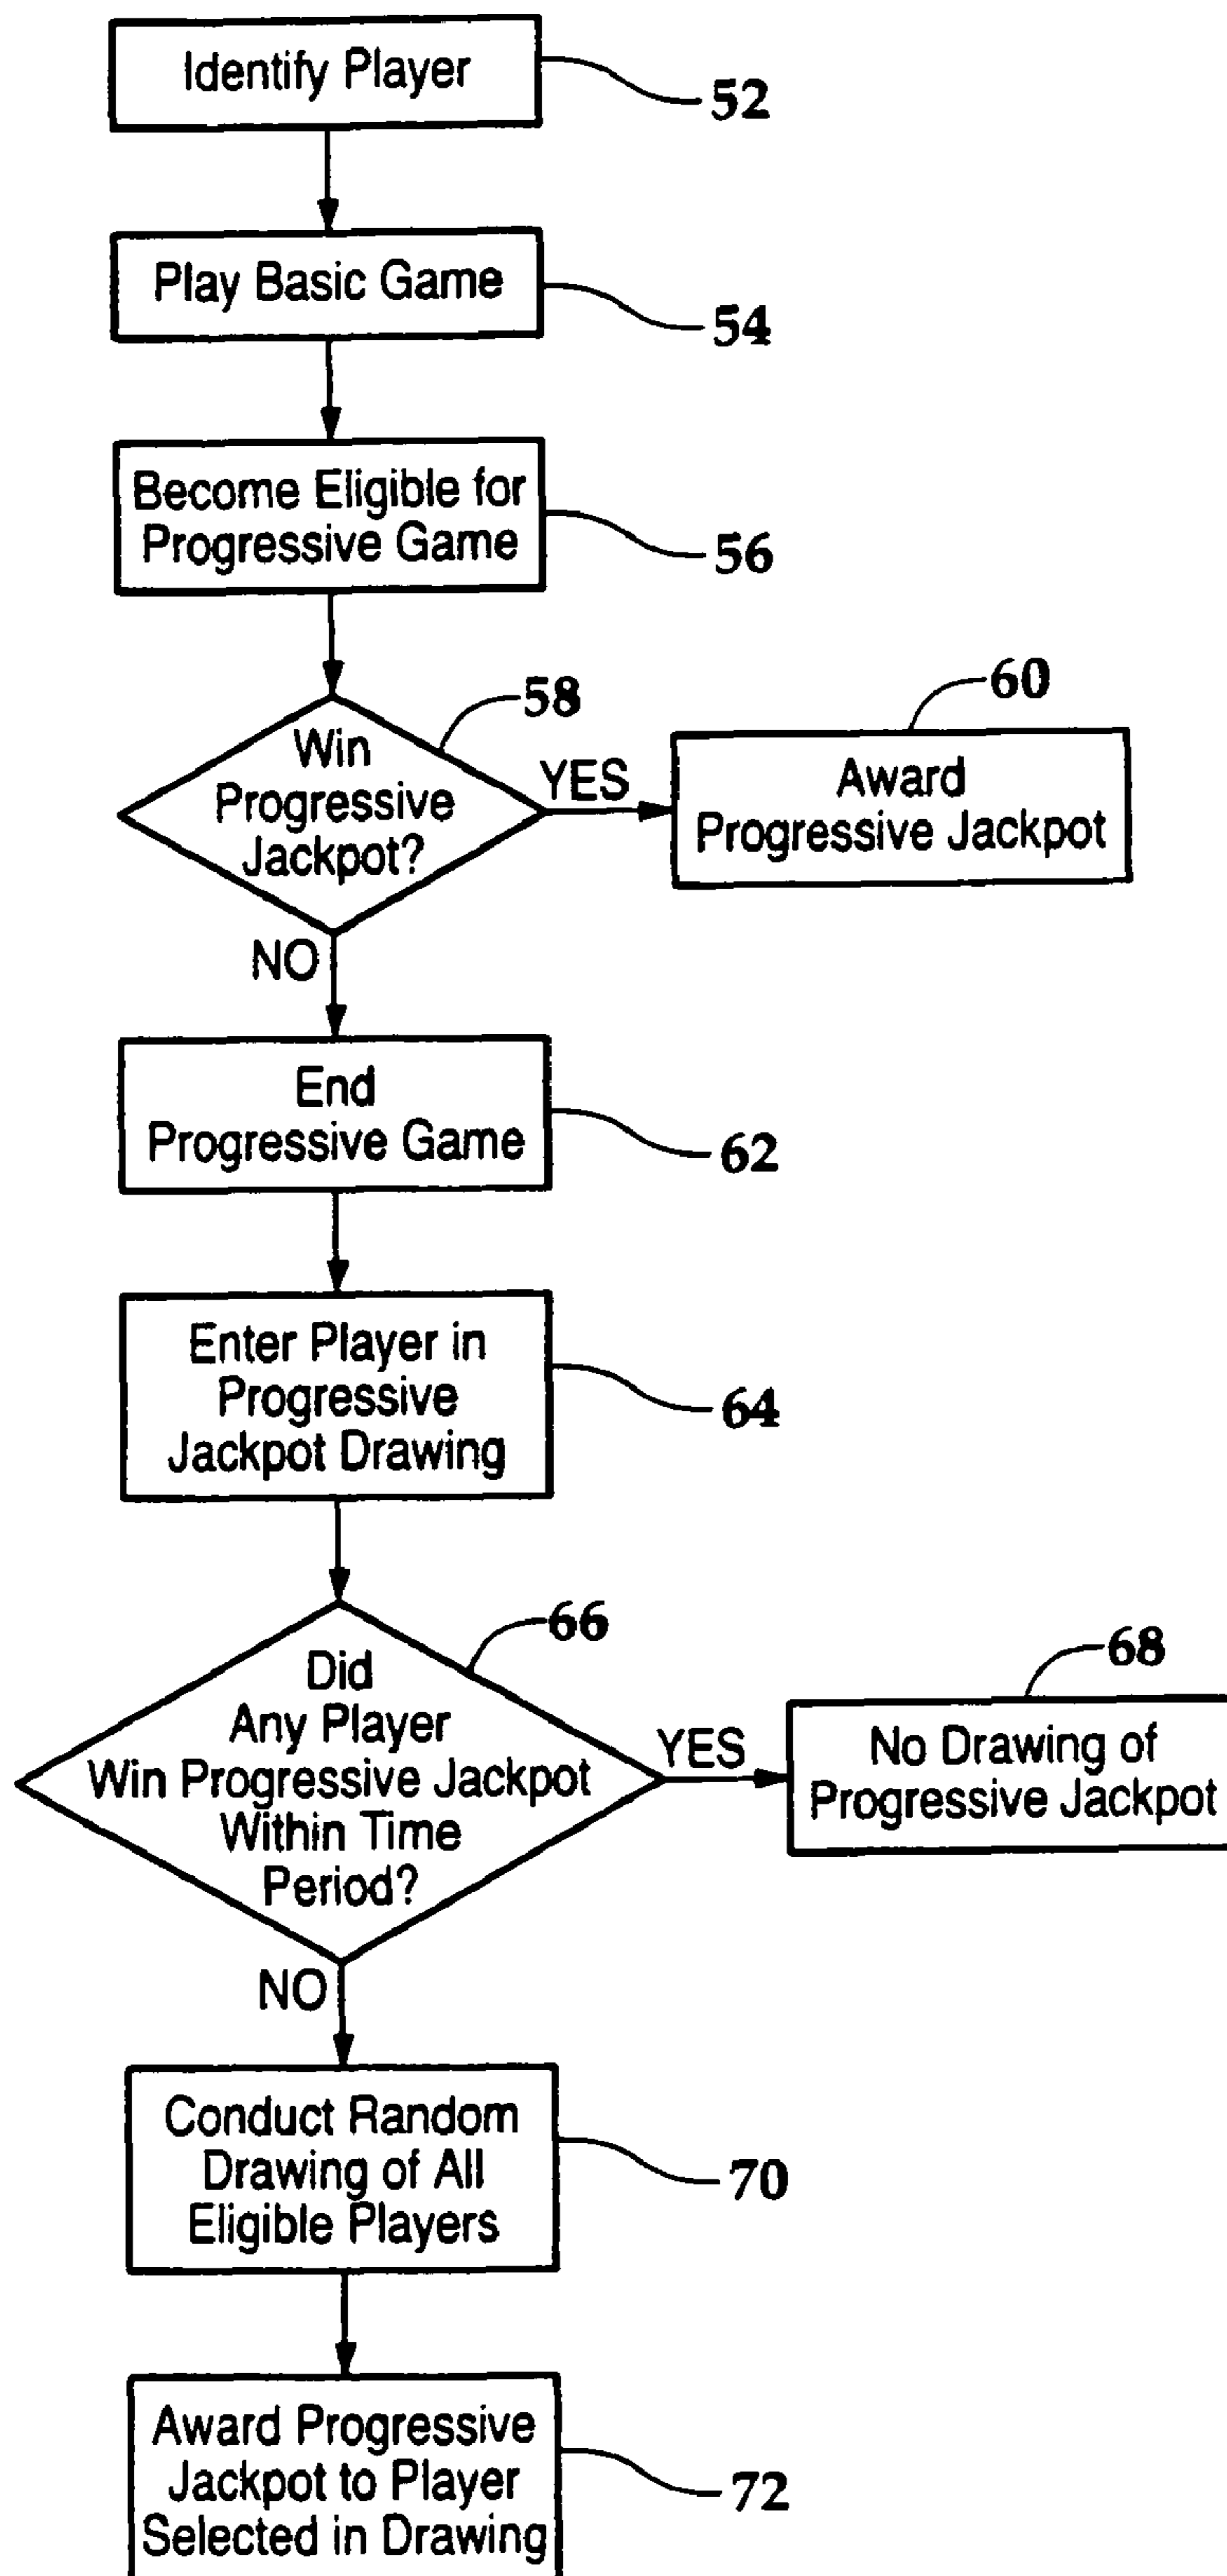 Identify Player
52
Play Basic Game
54
Become Eligible for
Progressive Game
56
58
Win
Progressive
Jackpot?
YES
60
Award
Progressive Jackpot
NO
End
Progressive Game
62
Enter Player in
Progressive
Jackpot Drawing
64
66
Did
Any Player
Win Progressive Jackpot
Within Time
Period?
YES
68
No Drawing of
Progressive Jackpot
NO
Conduct Random
Drawing of All
Eligible Players
70
Award Progressive
Jackpot to Player
Selected in Drawing
72